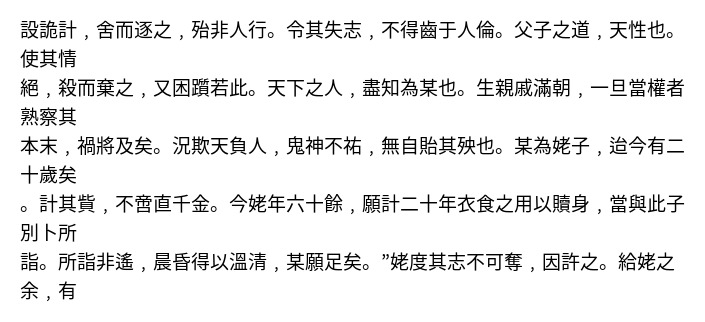 設詭計﹐舍而逐之﹐殆非人行。令其失志﹐不得齒于人倫。父子之道﹐天性也。
使其情
絕﹐殺而棄之﹐又困躓若此。天下之人﹐盡知為某也。生親戚滿朝﹐一旦當權者
熟察其
本末﹐禍將及矣。況欺天負人﹐鬼神不祐﹐無自貽其殃也。某為姥子﹐迨今有二
十歲矣
。計其貲﹐不啻直千金。今姥年六十餘﹐願計二十年衣食之用以贖身﹐當與此子
別卜所
詣。所詣非遙﹐晨昏得以溫清﹐某願足矣。”姥度其志不可奪﹐因許之。給姥之
余﹐有